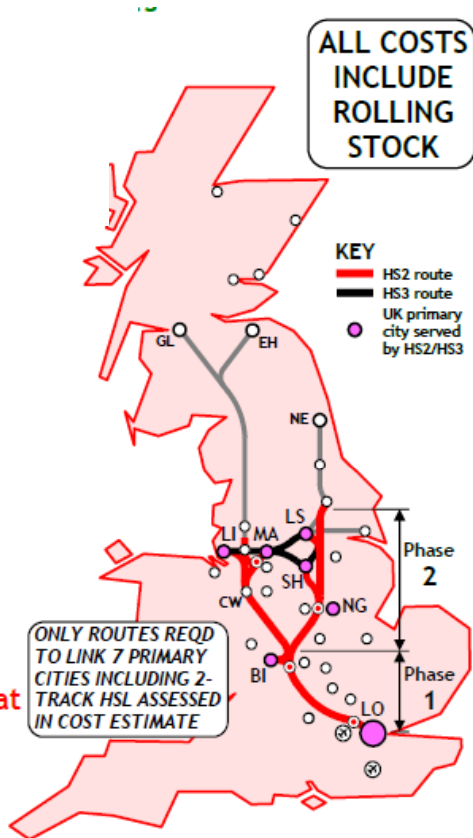 ALL COSTS
INCLUDE
ROLLING
STOCK
KEY
HS2 route
HS3 route
UK primary
city served
by HS2/HS3
GL
EH
NE
LS
LI
MA
SH
CW
NG
BI
LO
Phase
2
Phase
1
ONLY ROUTES REQD
TO LINK 7 PRIMARY
CITIES INCLUDING 2-
TRACK HSL ASSESSED
IN COST ESTIMATE
at